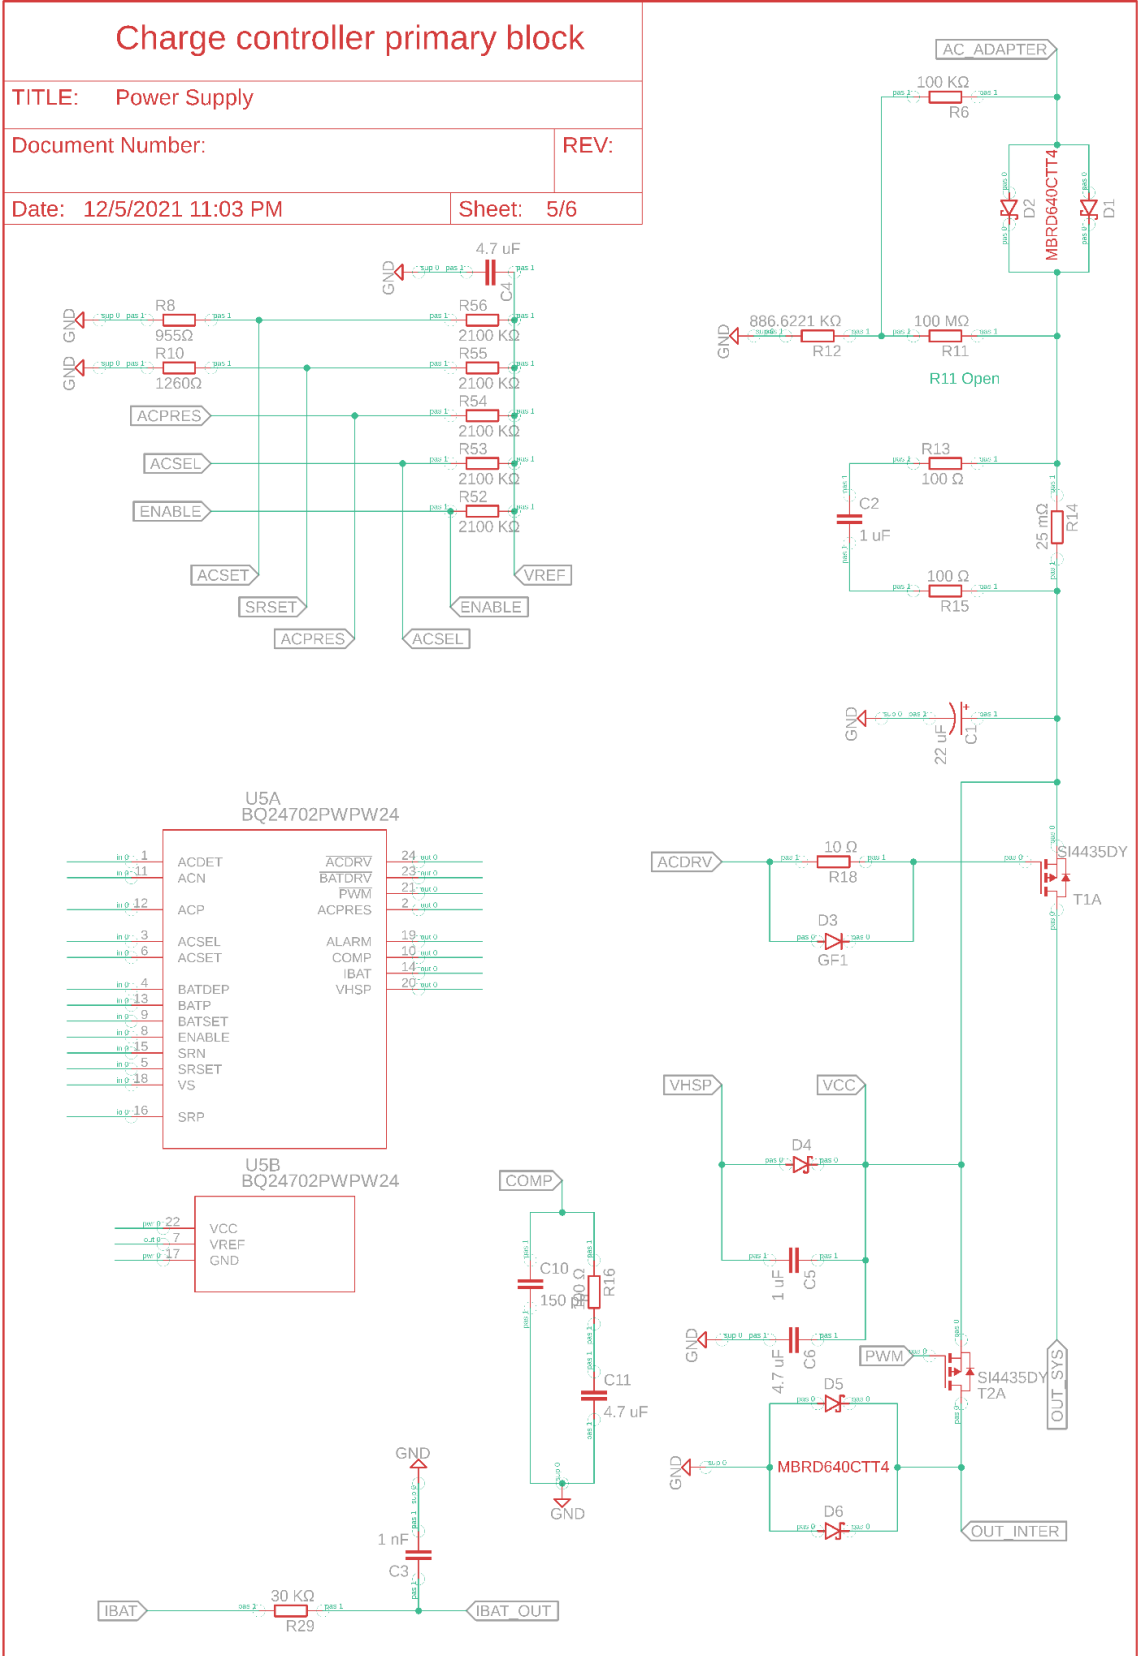 Charge controller primary block
TITLE: Power Supply
Document Number: REV:
Date: 12/5/2021 11:03 PM Sheet: 5/6
AC_ADAPTER
100 KΩ
R6
D2
MBRD640CTT4
D1
4.7 uF
GND
C4
R8
GND
955Ω
R56
2100 KΩ
R10
GND
1260Ω
R55
2100 KΩ
ACPRES
R54
2100 KΩ
ACSEL
R53
2100 KΩ
ENABLE
R52
2100 KΩ
ACSET
VREF
SRSET
ENABLE
ACPRES
ACSEL
886.6221 KΩ
GND
R12
100 MΩ
R11
R11 Open
R13
100 Ω
C2
1 uF
25 mΩ
R14
100 Ω
R15
GND
22 uF
C1
U5A
BQ24702PWPW24
1 ACDET
11 ACN
12 ACP
3 ACSEL
6 ACSET
4 BATDEP
13 BATP
9 BATSET
8 ENABLE
15 SRN
5 SRSET
18 VS
16 SRP
ACDRV 24
BATDRV 23
PWM 21
ACPRES 2
ALARM 19
COMP 10
IBAT 14
VHSP 20
U5B
BQ24702PWPW24
22 VCC
7 VREF
17 GND
ACDRV
10 Ω
R18
D3
GF1
SI4435DY
T1A
VHSP
VCC
D4
1 uF
C5
GND
4.7 uF
C6
PWM
SI4435DY
T2A
OUT_SYS
D5
GND
MBRD640CTT4
D6
OUT_INTER
COMP
C10
R16
C11
4.7 uF
GND
GND
1 nF
C3
IBAT
30 KΩ
R29
IBAT_OUT